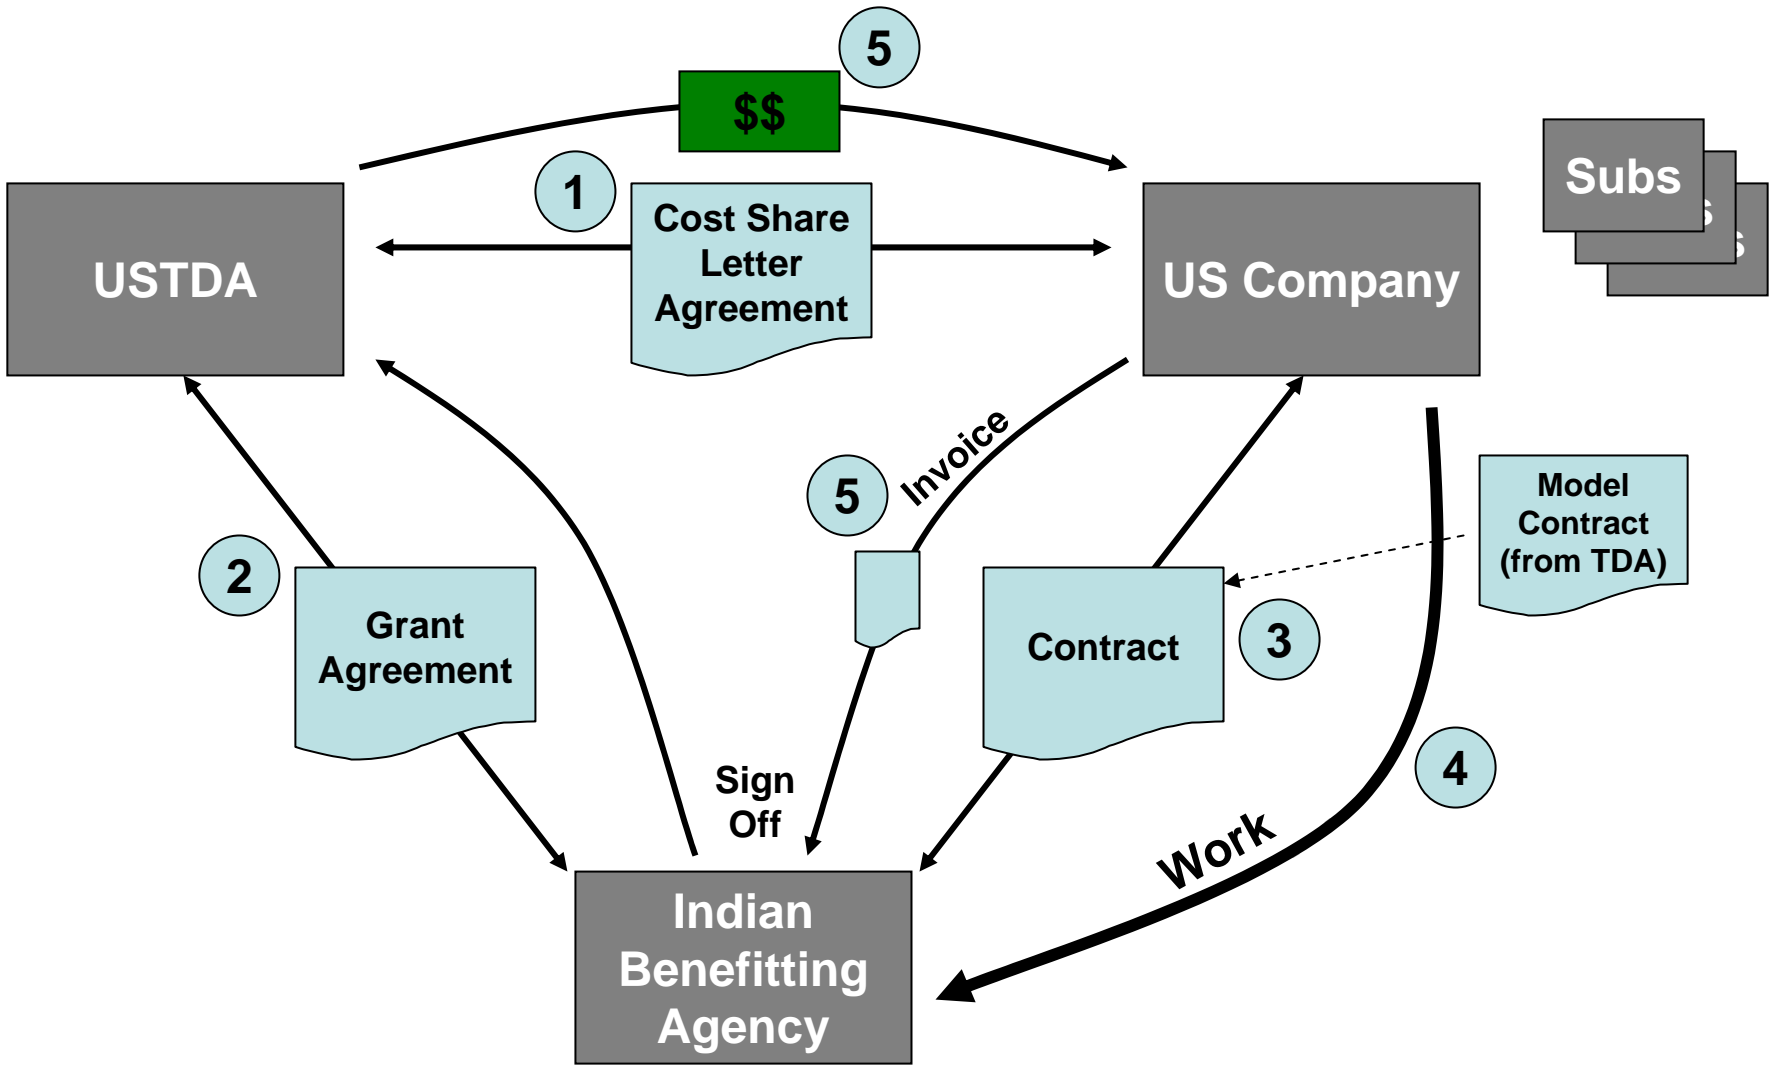 5
$$
1
Cost Share
Letter
Agreement
USTDA
US Company
Subs
s
s
Invoice
5
Model
Contract
(from TDA)
2
Grant
Agreement
Contract
3
Sign
Off
4
Work
Indian
Benefitting
Agency